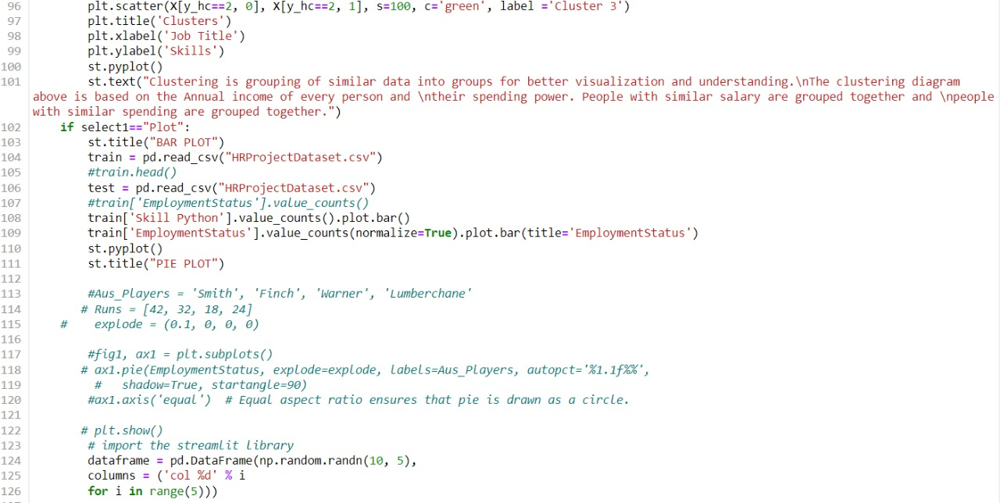 96 plt.scatter(X[y_hc==2, 0], X[y_hc==2, 1], s=100, c='green', label ='Cluster 3')
97 plt.title('Clusters')
98 plt.xlabel('Job Title')
99 plt.ylabel('Skills')
100 st.pyplot()
101 st.text("Clustering is grouping of similar data into groups for better visualization and understanding.\nThe clustering diagram
above is based on the Annual income of every person and \ntheir spending power. People with similar salary are grouped together and \npeople
with similar spending are grouped together.")
102 if select1=="Plot":
103 st.title("BAR PLOT")
104 train = pd.read_csv("HRProjectDataset.csv")
105 #train.head()
106 test = pd.read_csv("HRProjectDataset.csv")
107 #train['EmploymentStatus'].value_counts()
108 train['Skill Python'].value_counts().plot.bar()
109 train['EmploymentStatus'].value_counts(normalize=True).plot.bar(title='EmploymentStatus')
110 st.pyplot()
111 st.title("PIE PLOT")
112
113 #Aus_Players = 'Smith', 'Finch', 'Warner', 'Lumberchane'
114 # Runs = [42, 32, 18, 24]
115 # explode = (0.1, 0, 0, 0)
116
117 #fig1, ax1 = plt.subplots()
118 # ax1.pie(EmploymentStatus, explode=explode, labels=Aus_Players, autopct='%1.1f%%',
119 # shadow=True, startangle=90)
120 #ax1.axis('equal') # Equal aspect ratio ensures that pie is drawn as a circle.
121
122 # plt.show()
123 # import the streamlit library
124 dataframe = pd.DataFrame(np.random.randn(10, 5),
125 columns = ('col %d' % i
126 for i in range(5)))